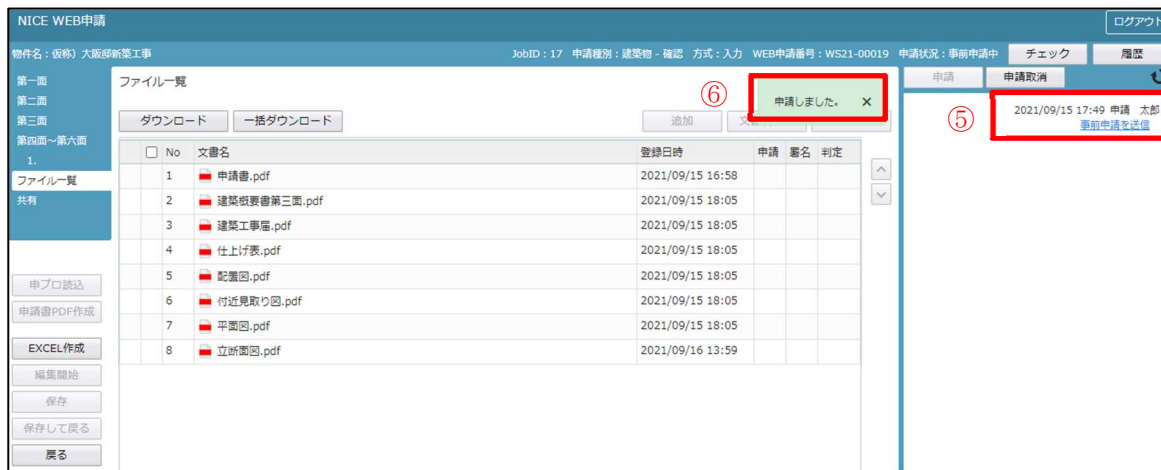 NICE WEB申請
ログアウト
物件名：仮称）大阪邸新築工事 JobID：17 申請種別：建築物 - 確認 方式：入力 WEB申請番号：WS21-00019 申請状況：事前申請中 チェック 履歴
第一面
第二面
第三面
第四面～第六面
1.
ファイル一覧
共有
申プロ読込
申請書PDF作成
EXCEL作成
編集開始
保存
保存して戻る
戻る
ファイル一覧
⑥
申請しました。 ×
ダウンロード 一括ダウンロード 追加
No 文書名 登録日時 申請 署名 判定
1 申請書.pdf 2021/09/15 16:58
2 建築概要書第三面.pdf 2021/09/15 18:05
3 建築工事届.pdf 2021/09/15 18:05
4 仕上げ表.pdf 2021/09/15 18:05
5 配置図.pdf 2021/09/15 18:05
6 付近見取り図.pdf 2021/09/15 18:05
7 平面図.pdf 2021/09/15 18:05
8 立断面図.pdf 2021/09/16 13:59
申請 申請取消
⑤
2021/09/15 17:49 申請 太郎
事前申請を送信